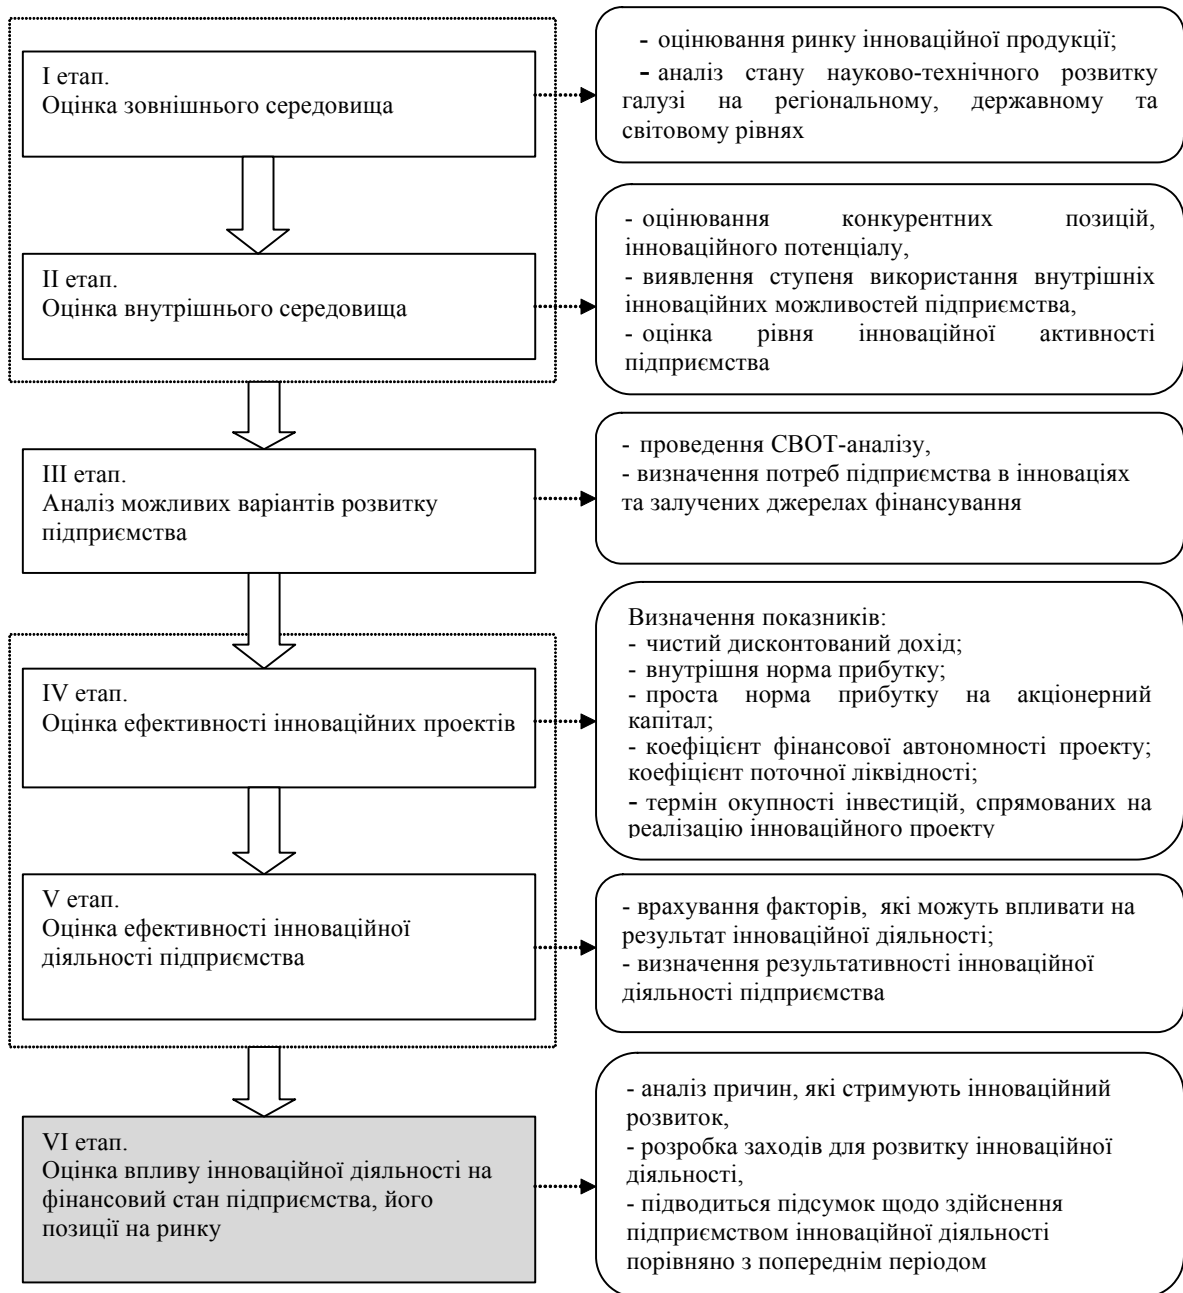 I етап.
Оцінка зовнішнього середовища
- оцінювання ринку інноваційної продукції;
- аналіз стану науково-технічного розвитку
галузі на регіональному, державному та
світовому рівнях
II етап.
Оцінка внутрішнього середовища
- оцінювання конкурентних позицій,
інноваційного потенціалу,
- виявлення ступеня використання внутрішніх
інноваційних можливостей підприємства,
- оцінка рівня інноваційної активності
підприємства
III етап.
Аналіз можливих варіантів розвитку
підприємства
- проведення СВОТ-аналізу,
- визначення потреб підприємства в інноваціях
та залучених джерелах фінансування
IV етап.
Оцінка ефективності інноваційних проектів
Визначення показників:
- чистий дисконтований дохід;
- внутрішня норма прибутку;
- проста норма прибутку на акціонерний
капітал;
- коефіцієнт фінансової автономності проекту;
коефіцієнт поточної ліквідності;
- термін окупності інвестицій, спрямованих на
реалізацію інноваційного проекту
V етап.
Оцінка ефективності інноваційної
діяльності підприємства
- врахування факторів, які можуть впливати на
результат інноваційної діяльності;
- визначення результативності інноваційної
діяльності підприємства
VI етап.
Оцінка впливу інноваційної діяльності на
фінансовий стан підприємства, його
позиції на ринку
- аналіз причин, які стримують інноваційний
розвиток,
- розробка заходів для розвитку інноваційної
діяльності,
- підводиться підсумок щодо здійснення
підприємством інноваційної діяльності
порівняно з попереднім періодом